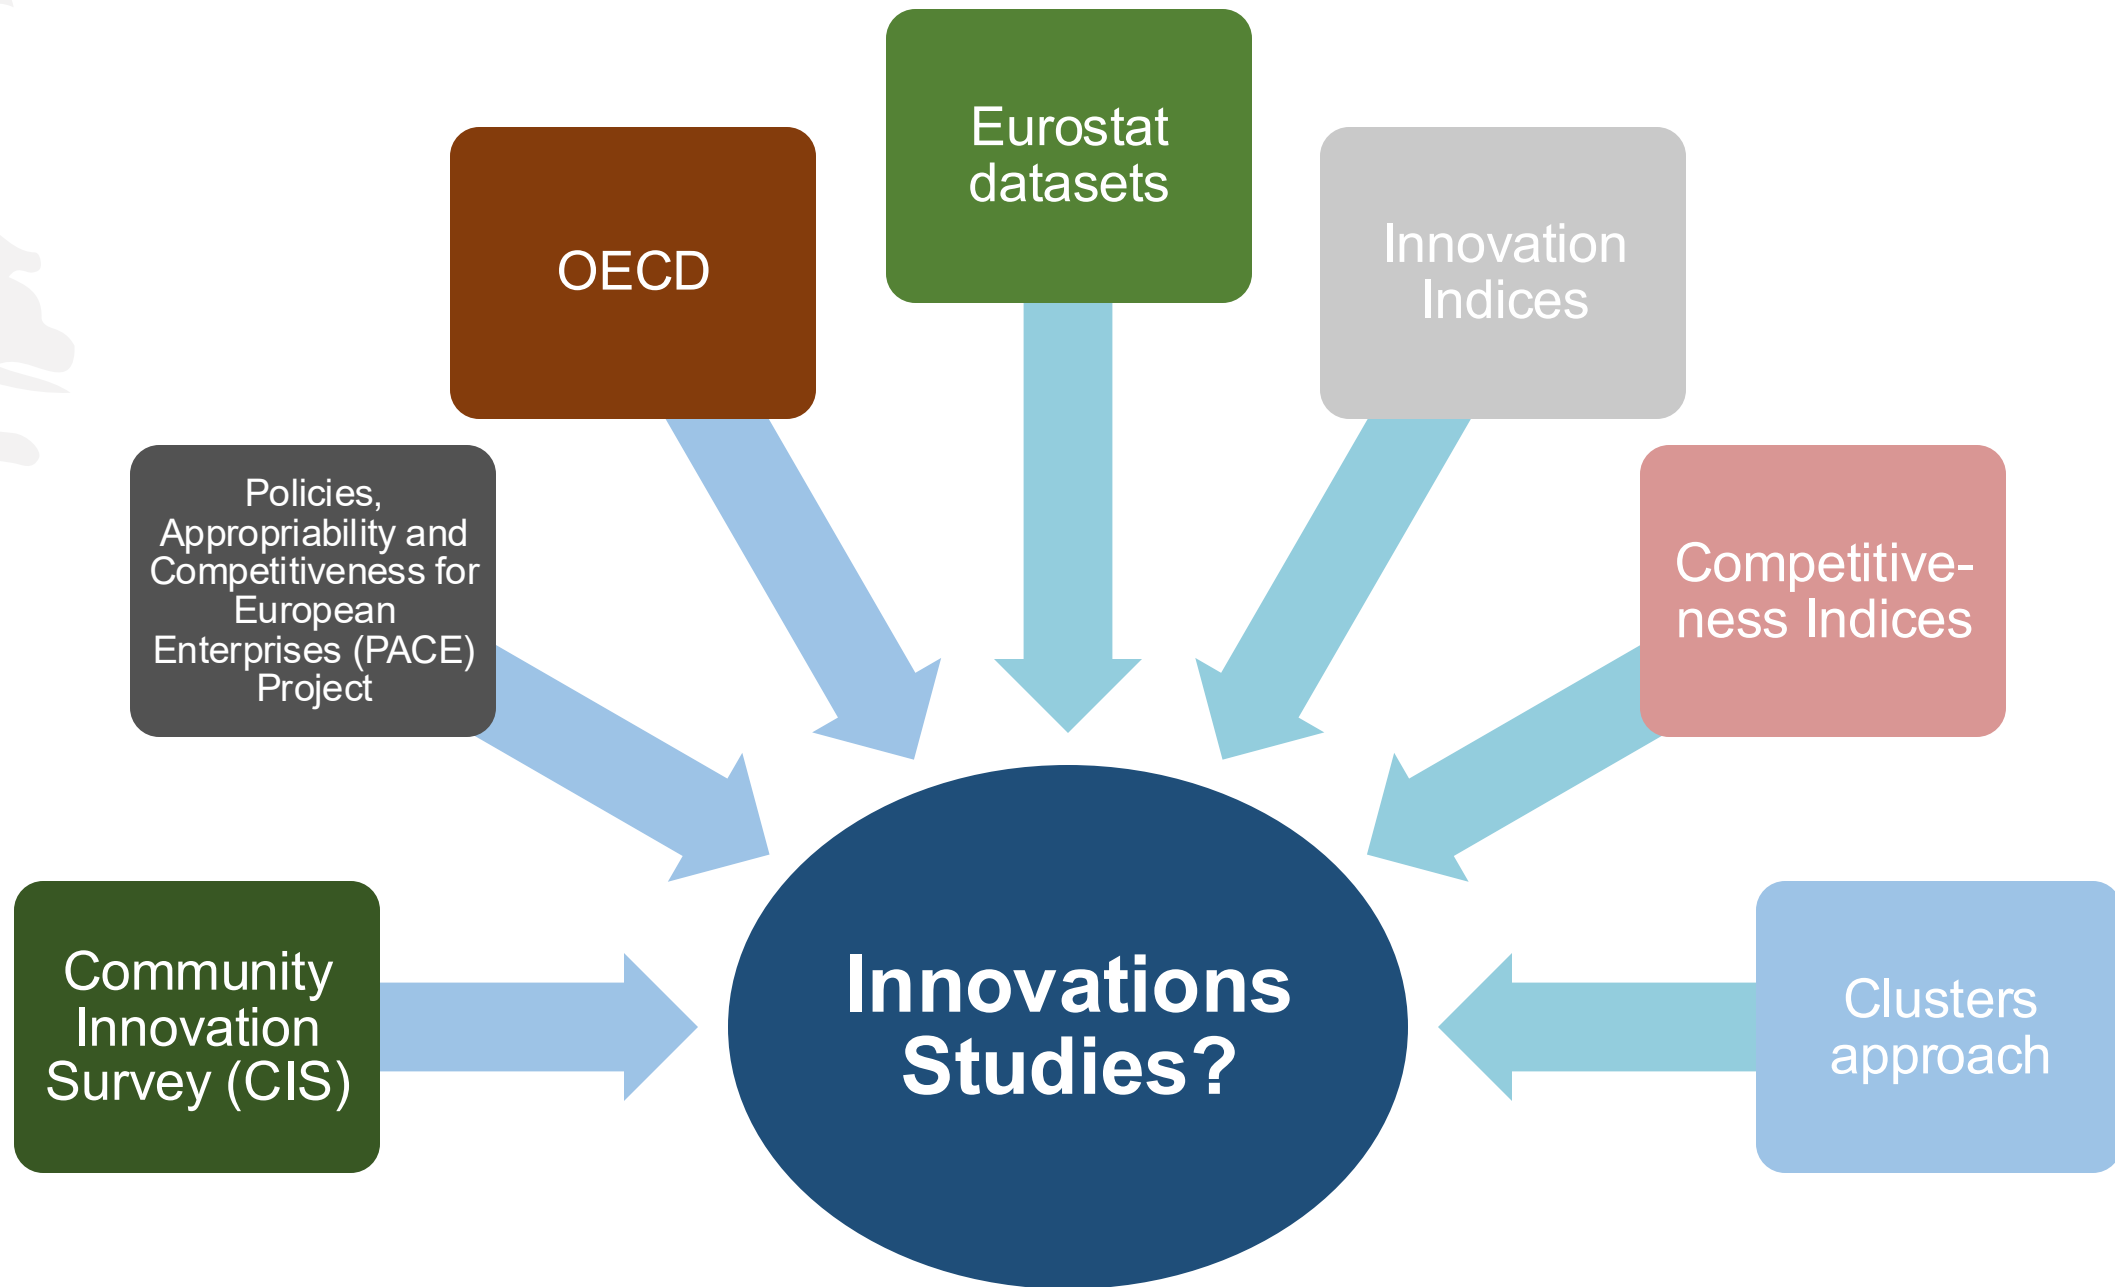 Eurostat
datasets
OECD
Innovation
Indices
Policies,
Appropriability and
Competitiveness for
European
Enterprises (PACE)
Project
Competitive-
ness Indices
Community
Innovation
Survey (CIS)
Innovations
Studies?
Clusters
approach